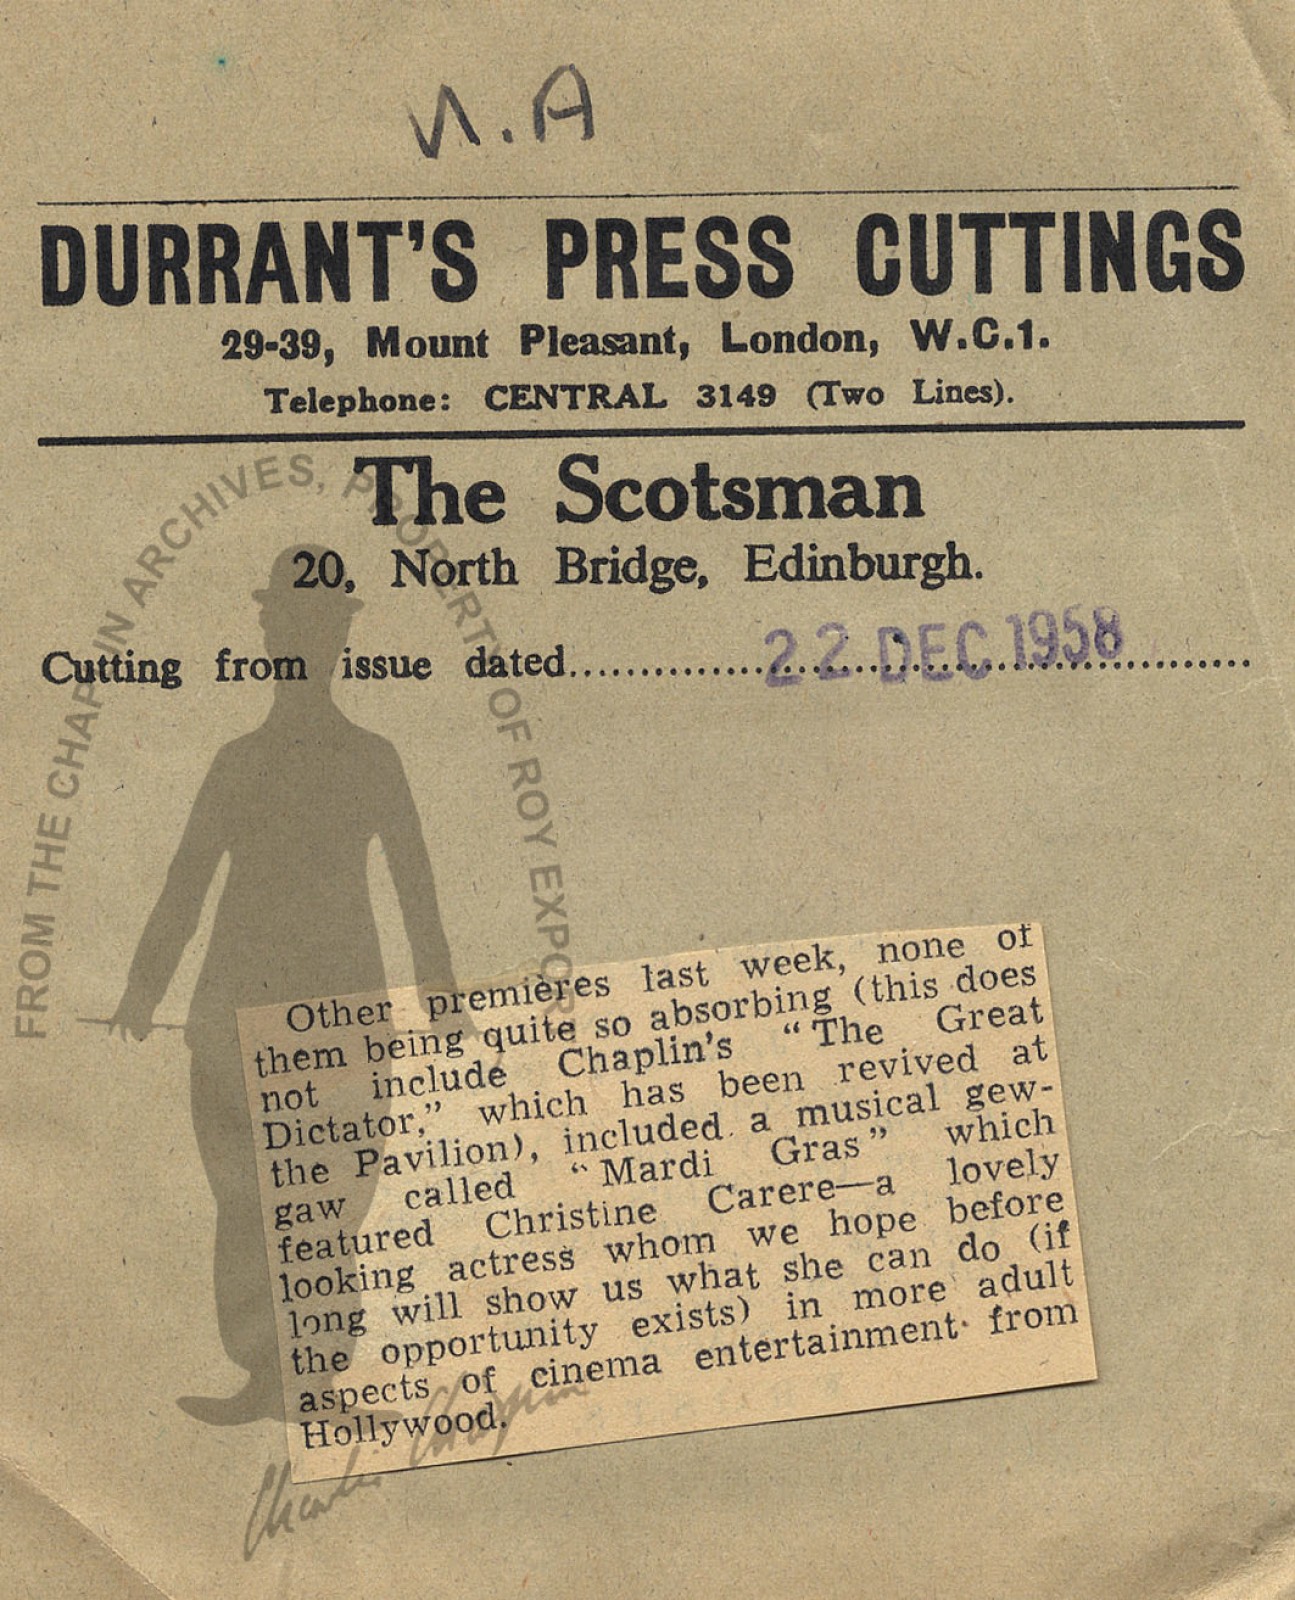 N.A
DURRANT'S PRESS CUTTINGS
29-39, Mount Pleasant, London, W.C.1.
Telephone: CENTRAL 3149 (Two Lines).
The Scotsman
20, North Bridge, Edinburgh.
Cutting from issue dated 22 DEC 1958
FROM THE CHAPLIN ARCHIVES, PROPERTY OF ROY EXPORT
Other premières last week, none of
them being quite so absorbing (this does
not include Chaplin's “The Great
Dictator,” which has been revived at
the Pavilion), included a musical gew-
gaw called “Mardi Gras” which
featured Christine Carere—a lovely
looking actress whom we hope before
long will show us what she can do (if
the opportunity exists) in more adult
aspects of cinema entertainment from
Hollywood.
Charlie Chaplin